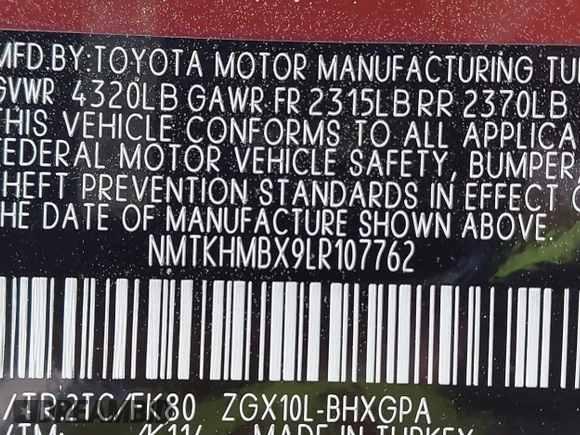 MFD.BY:TOYOTA MOTOR MANUFACTURING TU
GVWR 4320LB GAWR FR 2315LB RR 2370LB
THIS VEHICLE CONFORMS TO ALL APPLICA
FEDERAL MOTOR VEHICLE SAFETY, BUMPER
THEFT PREVENTION STANDARDS IN EFFECT O
THE DATE OF MANUFACTURE SHOWN ABOVE.
NMTKHMBX9LR107762
/TR:2TC/FK80 ZGX10L-BHXGPA
MADE IN TURKEY